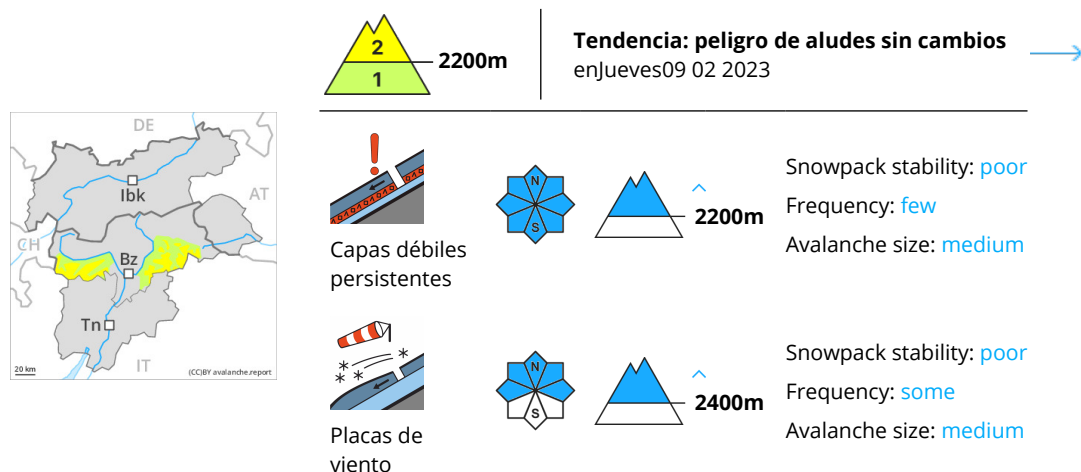 2
1
2200m
Tendencia: peligro de aludes sin cambios
enJueves09 02 2023
DE
Ibk
AT
CH
Bz
Tn
IT
20 km
(CC)BY avalanche.report
Capas débiles
persistentes
N
S
2200m
Snowpack stability: poor
Frequency: few
Avalanche size: medium
Placas de
viento
N
S
2400m
Snowpack stability: poor
Frequency: some
Avalanche size: medium